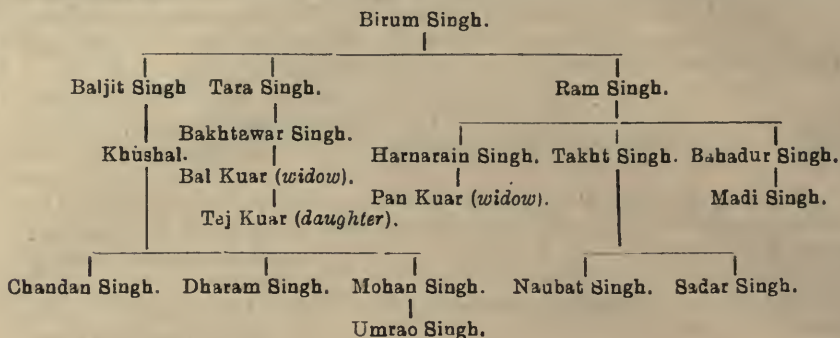 Birum Singh.
Baljit Singh Tara Singh. Ram Singh.
Bakhtawar Singh.
Khushal. Harnarain Singh. Takht Singh. Bahadur Singh.
Bal Kuar (widow).
Pan Kuar (widow). Madi Singh.
Tej Kuar (daughter).
Chandan Singh. Dharam Singh. Mohan Singh. Naubat Singh. Sadar Singh.
Umrao Singh.